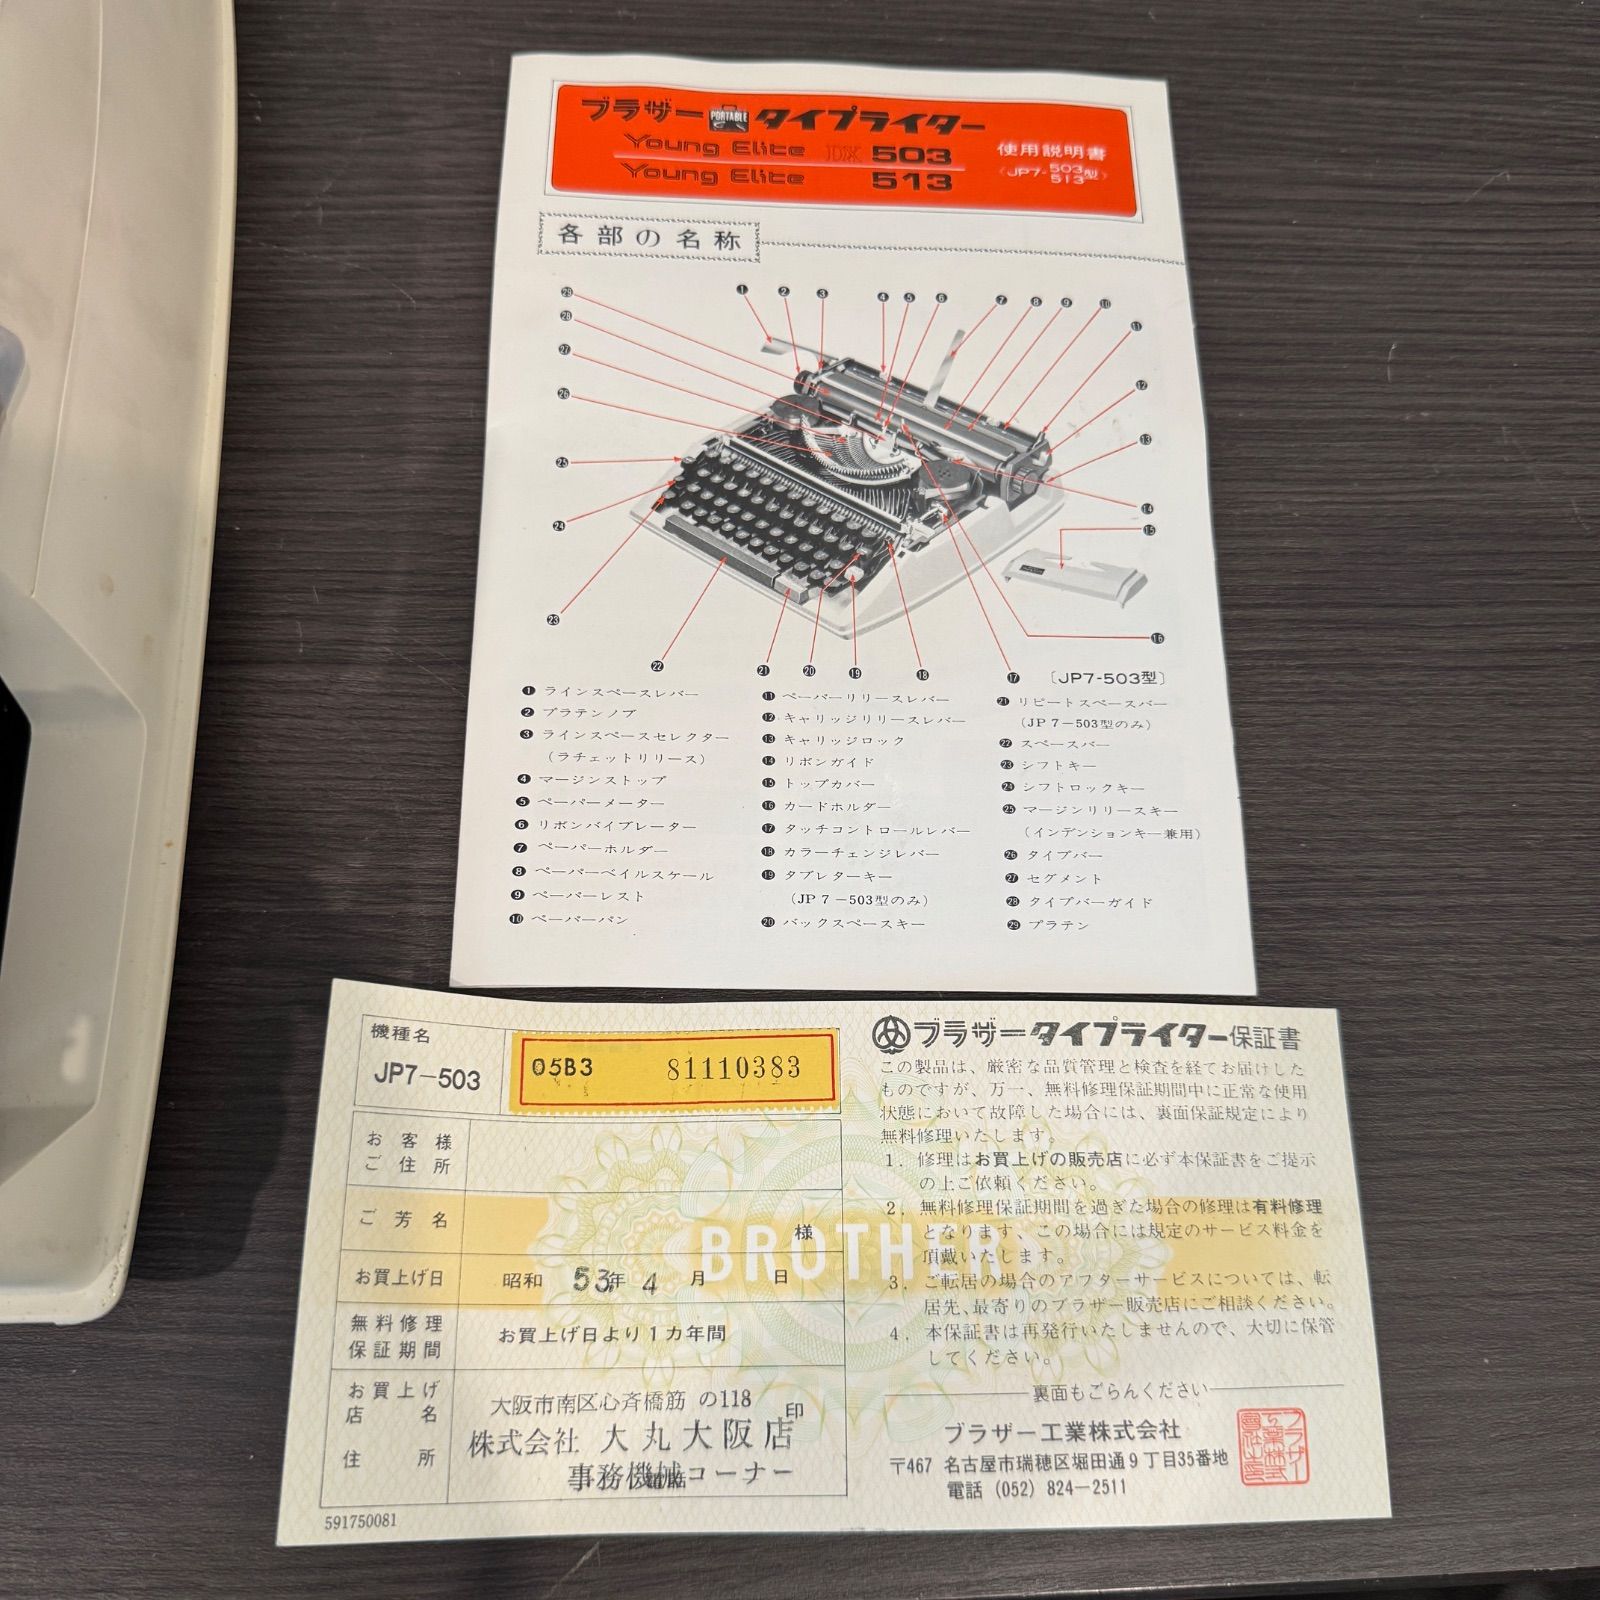 ブラザー PORTABLE タイプライター
Young Elite DX 503
Young Elite 513
使用説明書
(JP7-503 513型)
各部の名称
[JP7-503型]
❶ ラインスペースレバー
❷ プラテンノブ
❸ ラインスペースセレクター
(ラチェットリリース)
❹ マージンストップ
❺ ペーパーメーター
❻ リボンバイブレーター
❼ ペーパーホルダー
❽ ペーパーベイルスケール
❾ ペーパーレスト
❿ ペーパーパン
⓫ ペーパーリリースレバー
⓬ キャリッジリリースレバー
⓭ キャリッジロック
⓮ リボンガイド
⓯ トップカバー
⓰ カードホルダー
⓱ タッチコントロールレバー
⓲ カラーチェンジレバー
⓳ タブレターキー
(JP7-503型のみ)
⓴ バックスペースキー
㉑ リピートスペースバー
(JP7-503型のみ)
㉒ スペースバー
㉓ シフトキー
㉔ シフトロックキー
㉕ マージンリリースキー
(インデンションキー兼用)
㉖ タイプバー
㉗ セグメント
㉘ タイプバーガイド
㉙ プラテン
機種名
JP7-503
05B3 81110383
お客様
ご住所
ご芳名 様
お買上げ日 昭和 53年 4月 日
無料修理
保証期間
お買上げ日より1カ年間
お買上げ
店名
住所
大阪市南区心斉橋筋 の118
株式会社 大丸大阪店 印
事務機械コーナー
591750081
BROTHER
ブラザータイプライター保証書
この製品は、厳密な品質管理と検査を経てお届けした
ものですが、万一、無料修理保証期間中に正常な使用
状態において故障した場合には、裏面保証規定により
無料修理いたします。
1. 修理はお買上げの販売店に必ず本保証書をご提示
の上ご依頼ください。
2. 無料修理保証期間を過ぎた場合の修理は有料修理
となります、この場合には規定のサービス料金を
頂戴いたします。
3. ご転居の場合のアフターサービスについては、転
居先、最寄りのブラザー販売店にご相談ください。
4. 本保証書は再発行いたしませんので、大切に保管
してください。
裏面もごらんください
ブラザー工業株式会社
〒467 名古屋市瑞穂区堀田通9丁目35番地
電話 (052) 824-2511